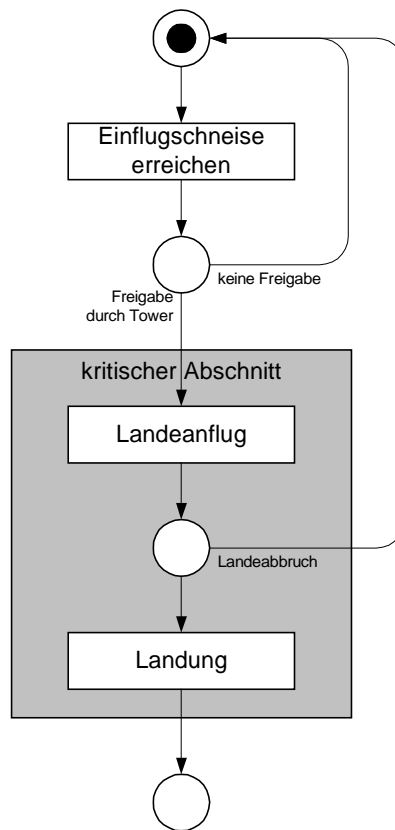 Einflugschneise
erreichen
keine Freigabe
Freigabe
durch Tower
kritischer Abschnitt
Landeanflug
Landeabbruch
Landung